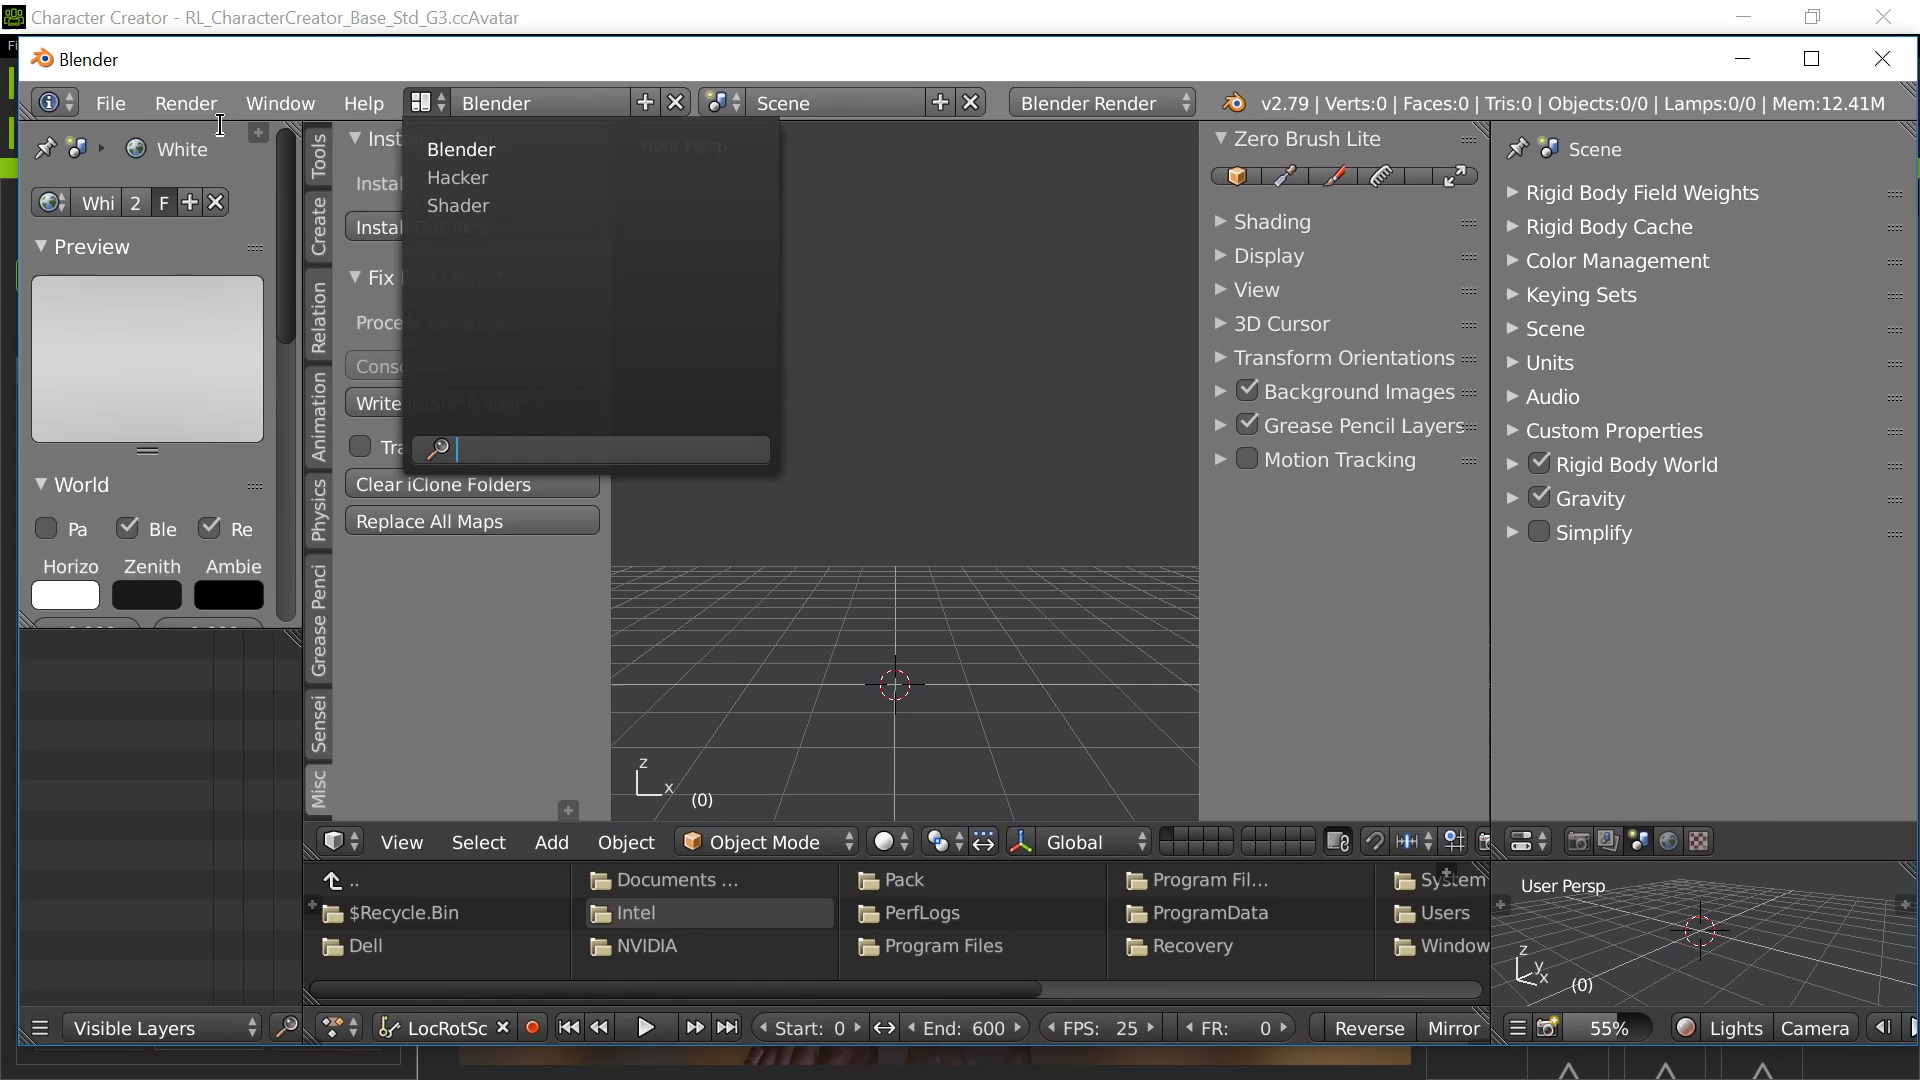 Character Creator - RL_CharacterCreator_Base_Std_G3.ccAvatar
Blender
File Render Window Help Blender Scene Blender Render v2.79 | Verts:0 | Faces:0 | Tris:0 | Objects:0/0 | Lamps:0/0 | Mem:12.41M
White
Whi 2 F
Preview
World
Pa Ble Re
Horizo Zenith Ambie
Visible Layers
Tools
Create
Relation
Animation
Physics
Grease Penci
Sensei
Misc
Inst
Instal
Instal
Fix
Proce
Cons
Write iClone Folder
Tra
Clear iClone Folders
Replace All Maps
Blender
Hacker
Shader
Front Persp
z
x
(0)
Zero Brush Lite
Shading
Display
View
3D Cursor
Transform Orientations
Background Images
Grease Pencil Layers
Motion Tracking
Scene
Rigid Body Field Weights
Rigid Body Cache
Color Management
Keying Sets
Scene
Units
Audio
Custom Properties
Rigid Body World
Gravity
Simplify
View Select Add Object Object Mode Global
.. Documents ... Pack Program Fil... System
$Recycle.Bin Intel PerfLogs ProgramData Users
Dell NVIDIA Program Files Recovery Window
User Persp
z
y
x
(0)
LocRotSc Start: 0 End: 600 FPS: 25 FR: 0 Reverse Mirror
55% Lights Camera